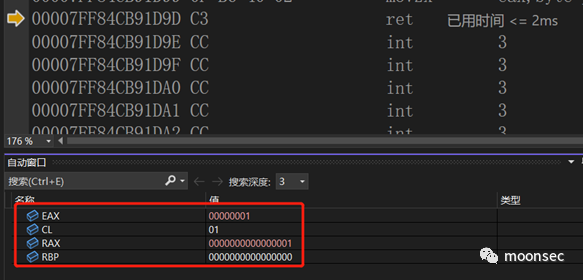 00007FF84CB91D9D C3 ret 已用时间 <= 2ms
00007FF84CB91D9E CC int 3
00007FF84CB91D9F CC int 3
00007FF84CB91DA0 CC int 3
00007FF84CB91DA1 CC int 3
00007FF84CB91DA2 CC int 3
176 %
自动窗口
搜索(Ctrl+E) 搜索深度: 3
名称 值 类型
EAX 00000001
CL 01
RAX 0000000000000001
RBP 0000000000000000
moonsec